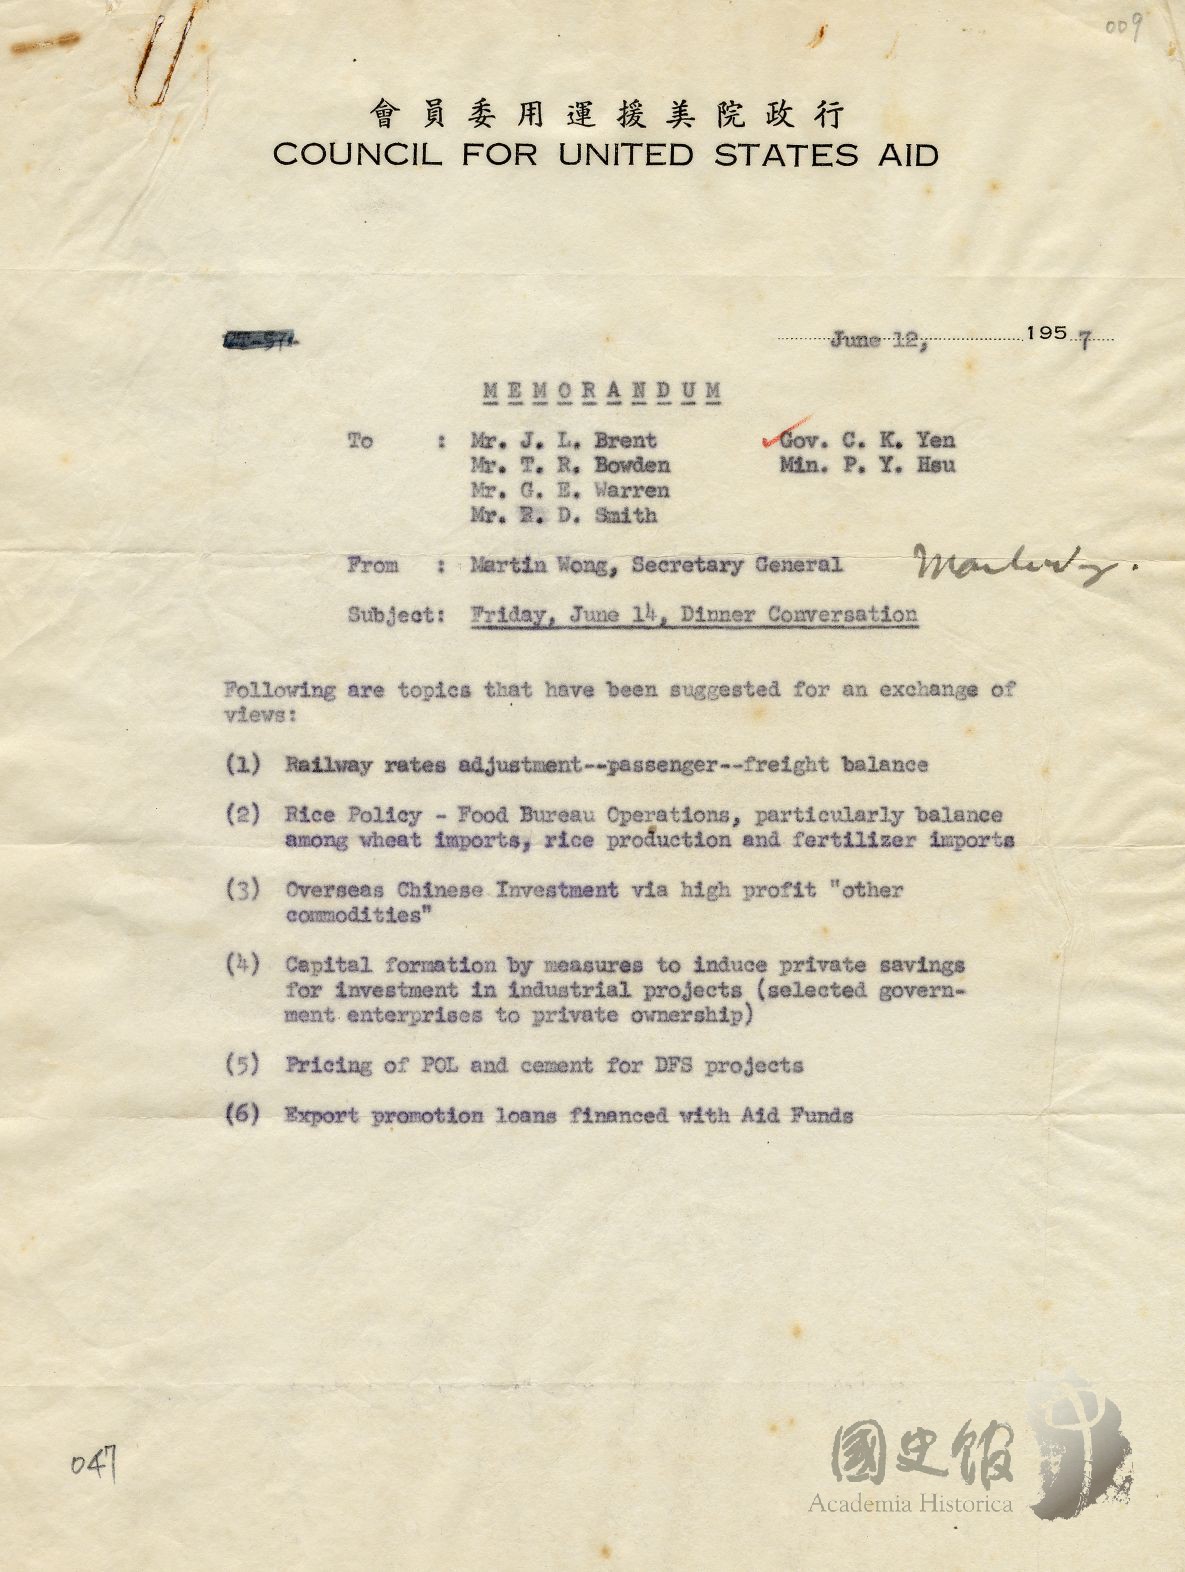 009
會員委用運援美院政行
COUNCIL FOR UNITED STATES AID
June 12, 1957
MEMORANDUM
To : Mr. J. L. Brent Gov. C. K. Yen
Mr. T. R. Bowden Min. P. Y. Hsu
Mr. G. E. Warren
Mr. E. D. Smith
From : Martin Wong, Secretary General
Subject: Friday, June 14, Dinner Conversation
Following are topics that have been suggested for an exchange of
views:
(1) Railway rates adjustment--passenger--freight balance
(2) Rice Policy - Food Bureau Operations, particularly balance
among wheat imports, rice production and fertilizer imports
(3) Overseas Chinese Investment via high profit "other
commodities"
(4) Capital formation by measures to induce private savings
for investment in industrial projects (selected govern-
ment enterprises to private ownership)
(5) Pricing of POL and cement for DFS projects
(6) Export promotion loans financed with Aid Funds
047
國史館
Academia Historica